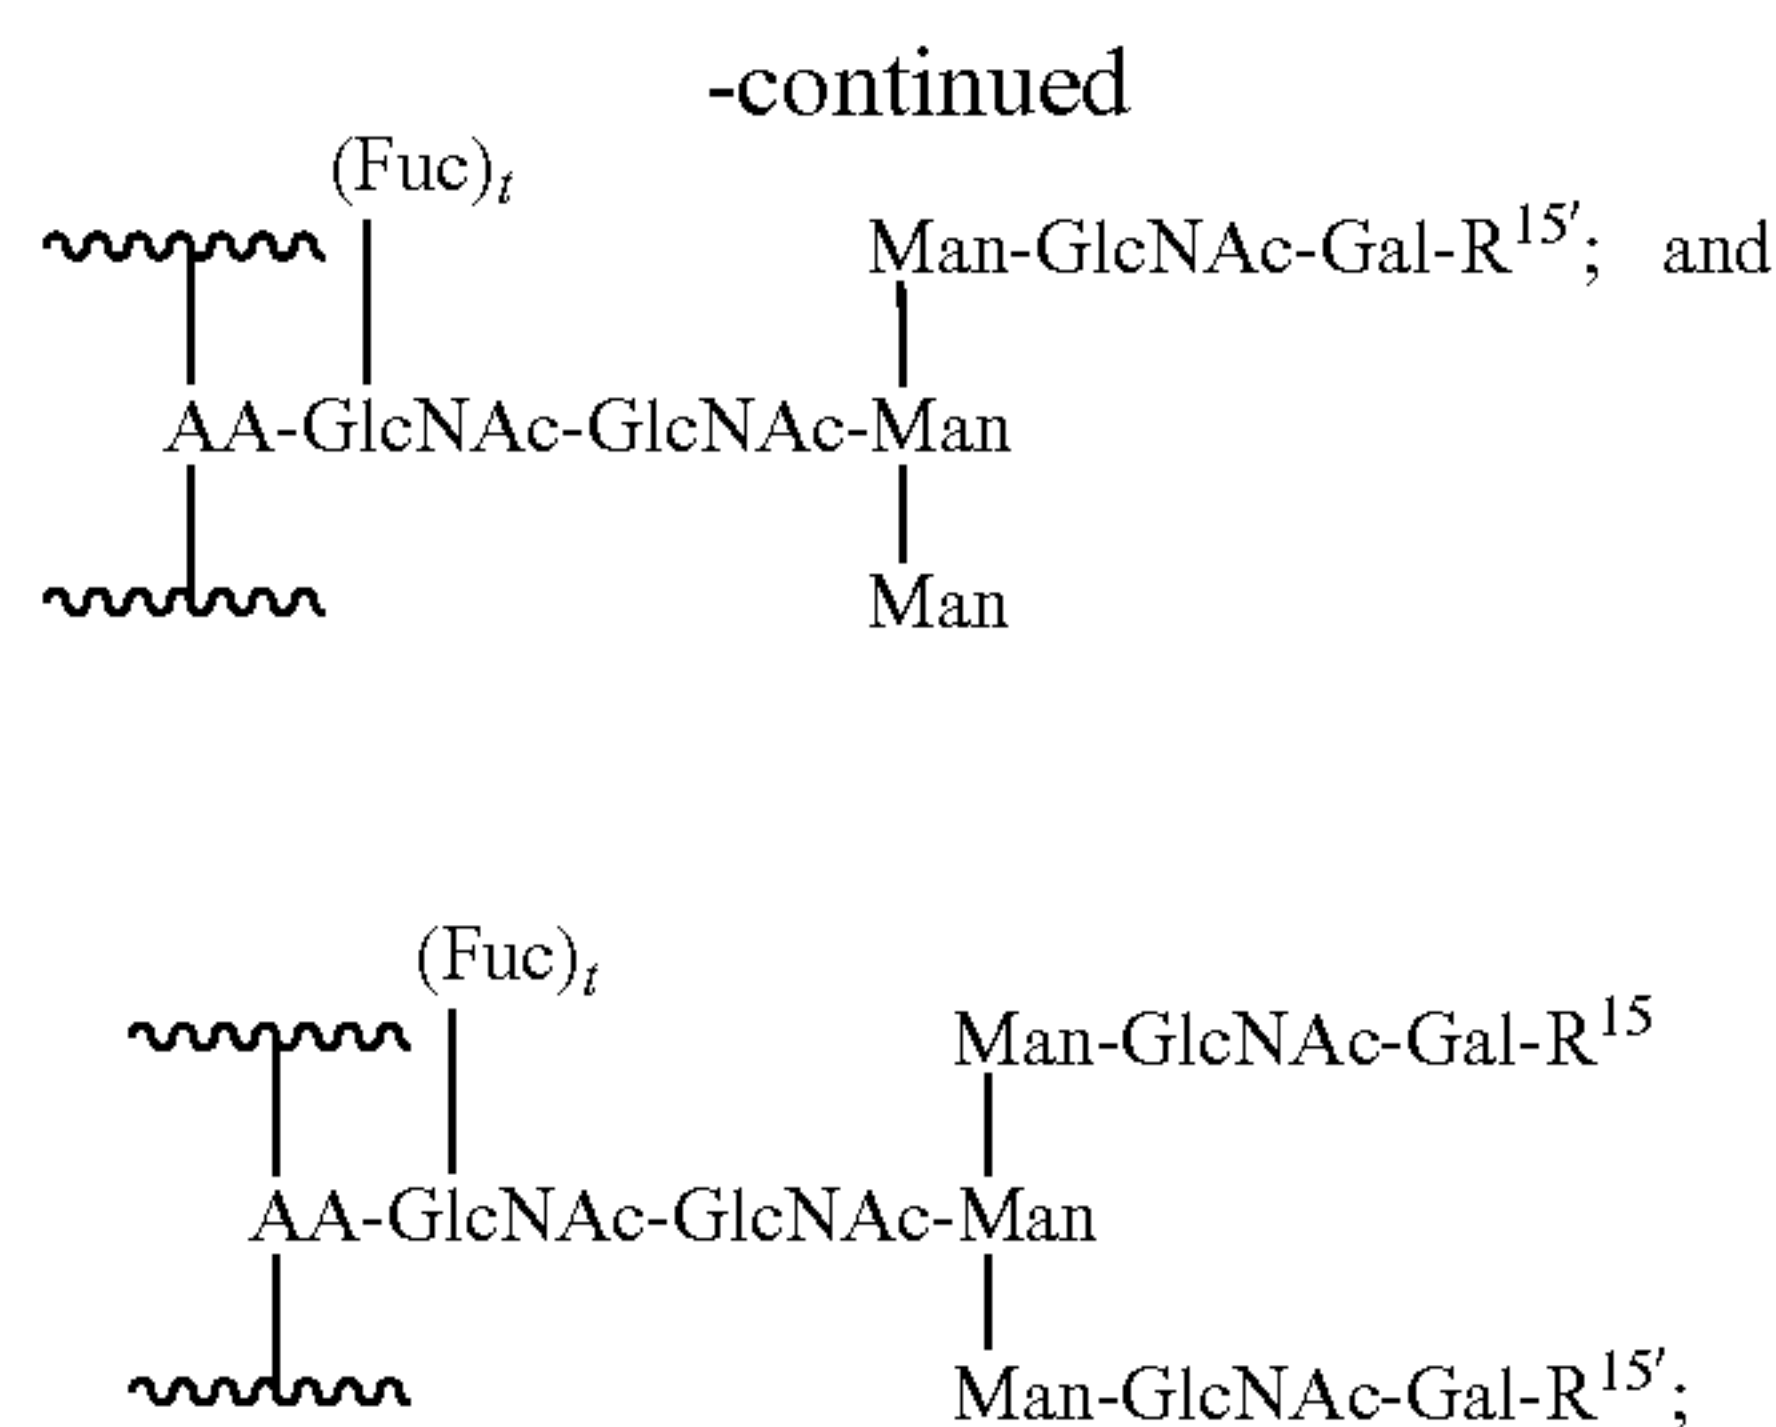 -continued
(Fuc)t
Man-GlcNAc-Gal-R15′; and
AA-GlcNAc-GlcNAc-Man
Man
(Fuc)t
Man-GlcNAc-Gal-R15
AA-GlcNAc-GlcNAc-Man
Man-GlcNAc-Gal-R15′;